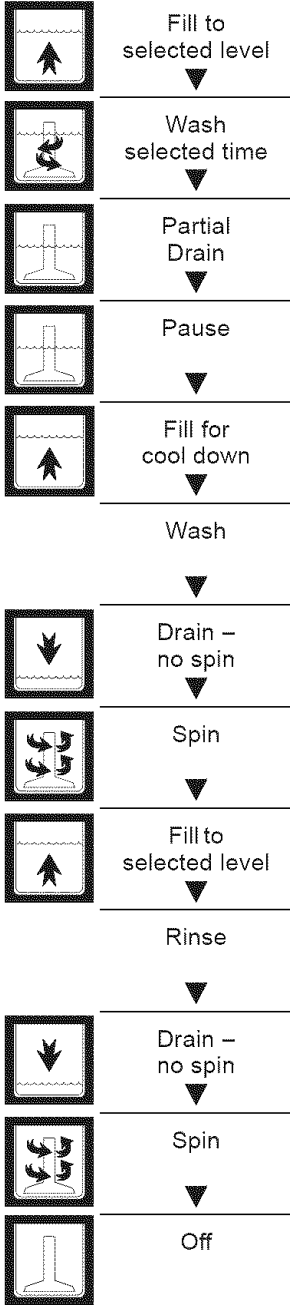 Fill to
selected level
Wash
selected time
Partial
Drain
Pause
Fill for
cool down
Wash
Drain –
no spin
Spin
Fill to
selected level
Rinse
Drain –
no spin
Spin
Off